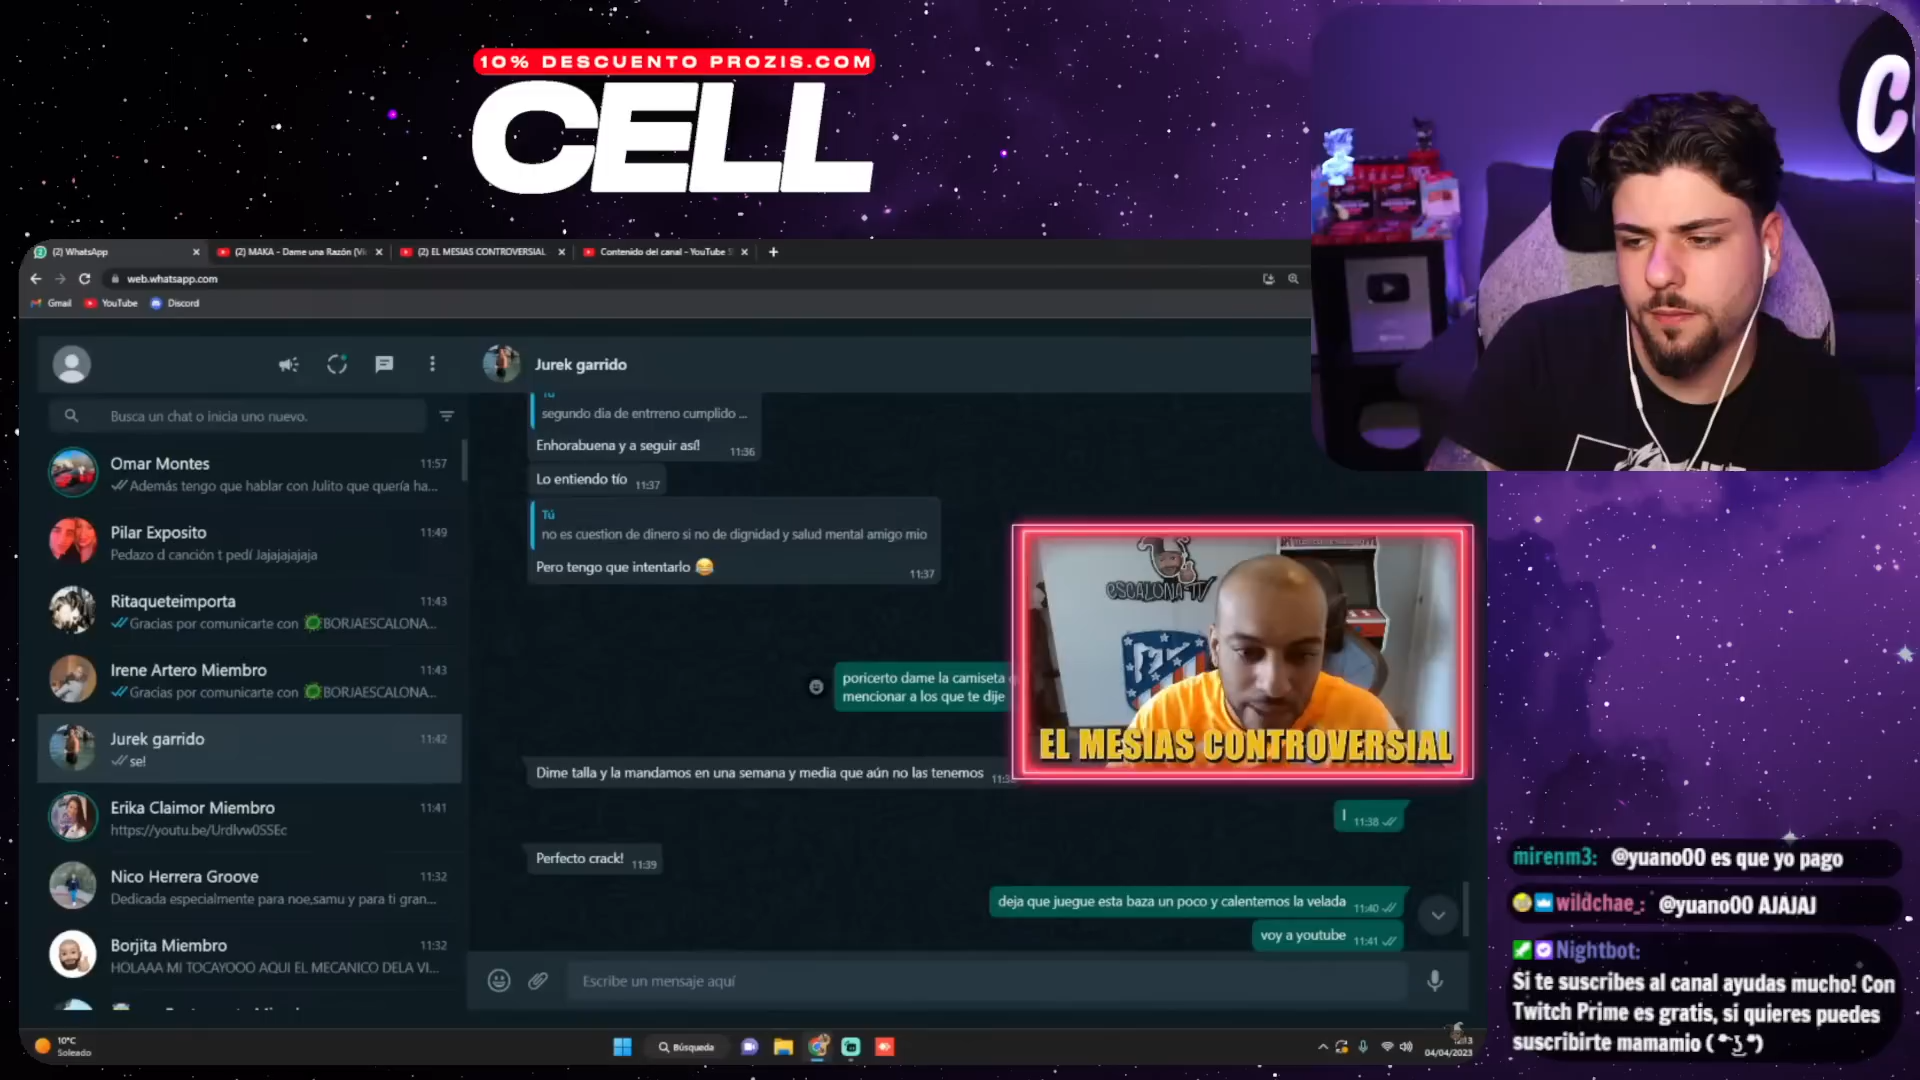 10% DESCUENTO PROZIS.COM
CELL
(2) WhatsApp
(2) MAKA - Dame una Razón (Vi
(2) EL MESIAS CONTROVERSIAL
Contenido del canal - YouTube S
web.whatsapp.com
Gmail
YouTube
Discord
Jurek garrido
Busca un chat o inicia uno nuevo.
Omar Montes
11:57
Además tengo que hablar con Julito que quería ha...
Pilar Exposito
11:49
Pedazo d canción t pedí Jajajajajaja
Ritaqueteimporta
11:43
Gracias por comunicarte con BORJAESCALONA...
Irene Artero Miembro
11:43
Gracias por comunicarte con BORJAESCALONA...
Jurek garrido
11:42
se!
Erika Claimor Miembro
11:41
https://youtu.be/Urdlvw0SSEc
Nico Herrera Groove
11:32
Dedicada especialmente para noe,samu y para ti gran...
Borjita Miembro
11:32
HOLAAA MI TOCAYOOO AQUI EL MECANICO DELA VI...
Tú
segundo dia de entrreno cumplido ...
Enhorabuena y a seguir así!
11:36
Lo entiendo tío
11:37
Tú
no es cuestion de dinero si no de dignidad y salud mental amigo mio
Pero tengo que intentarlo 😂
11:37
poricerto dame la camiseta
mencionar a los que te dije
Dime talla y la mandamos en una semana y media que aún no las tenemos
l
11:38
Perfecto crack!
11:39
deja que juegue esta baza un poco y calentemos la velada
11:40
voy a youtube
11:41
Escribe un mensaje aquí
@ESCALONATV
EL MESIAS CONTROVERSIAL
C
mirenm3: @yuano00 es que yo pago
wildchae_: @yuano00 AJAJAJ
Nightbot:
Si te suscribes al canal ayudas mucho! Con
Twitch Prime es gratis, si quieres puedes
suscribirte mamamio ( ͡° ͜ʖ ͡°)
10°C
Soleado
Búsqueda
04/04/2023